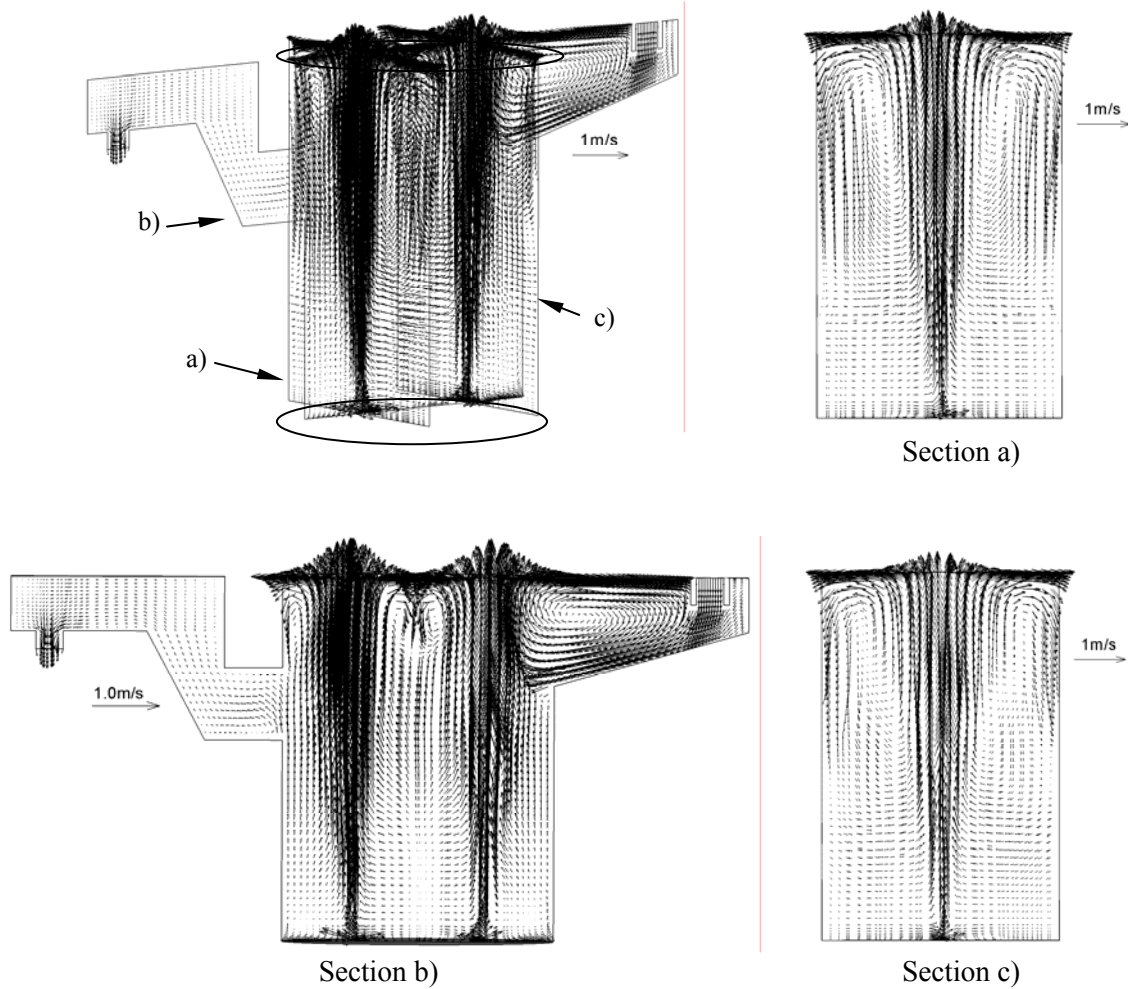 1m/s
b)
c)
a)
1m/s
Section a)
1.0m/s
1m/s
Section b)
Section c)